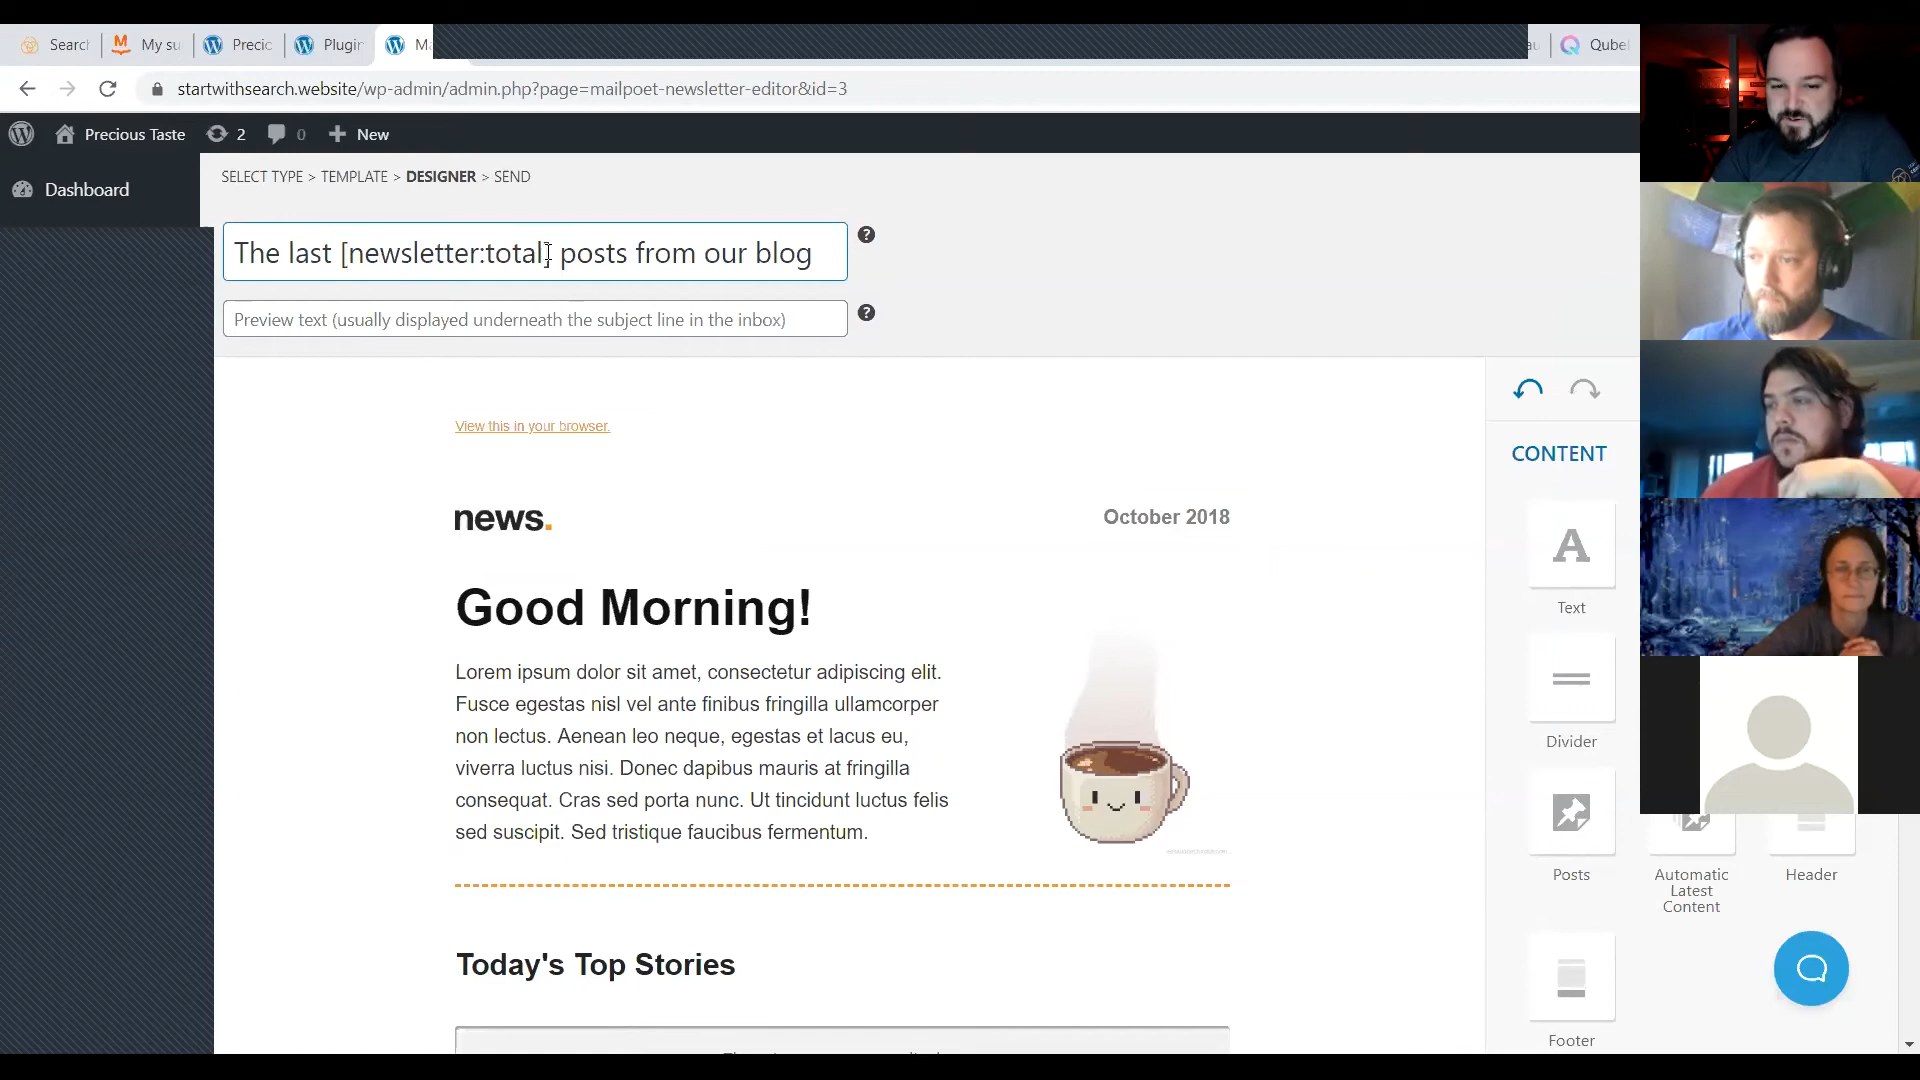 Search
My su
Precio
Plugin
Ma
Qubel
startwithsearch.website/wp-admin/admin.php?page=mailpoet-newsletter-editor&id=3
Precious Taste
2
0
New
Dashboard
SELECT TYPE > TEMPLATE > DESIGNER > SEND
The last [newsletter:total] posts from our blog
Preview text (usually displayed underneath the subject line in the inbox)
View this in your browser.
news.
October 2018
Good Morning!
Lorem ipsum dolor sit amet, consectetur adipiscing elit.
Fusce egestas nisl vel ante finibus fringilla ullamcorper
non lectus. Aenean leo neque, egestas et lacus eu,
viverra luctus nisi. Donec dapibus mauris at fringilla
consequat. Cras sed porta nunc. Ut tincidunt luctus felis
sed suscipit. Sed tristique faucibus fermentum.
Today's Top Stories
CONTENT
Text
Divider
Posts
Automatic
Latest
Content
Header
Footer